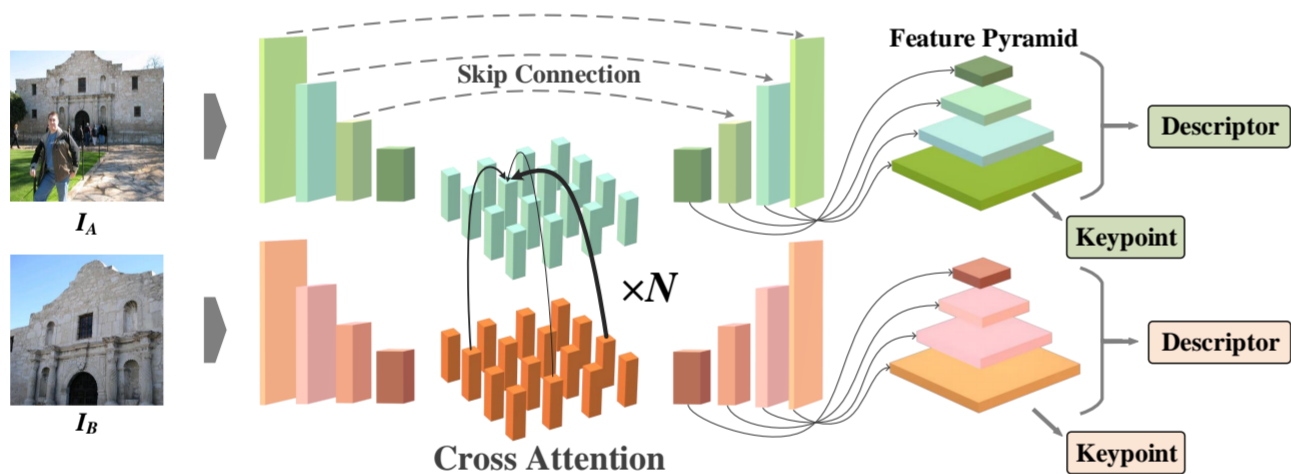 I_A
Skip Connection
Feature Pyramid
Descriptor
Keypoint
I_B
×N
Cross Attention
Descriptor
Keypoint